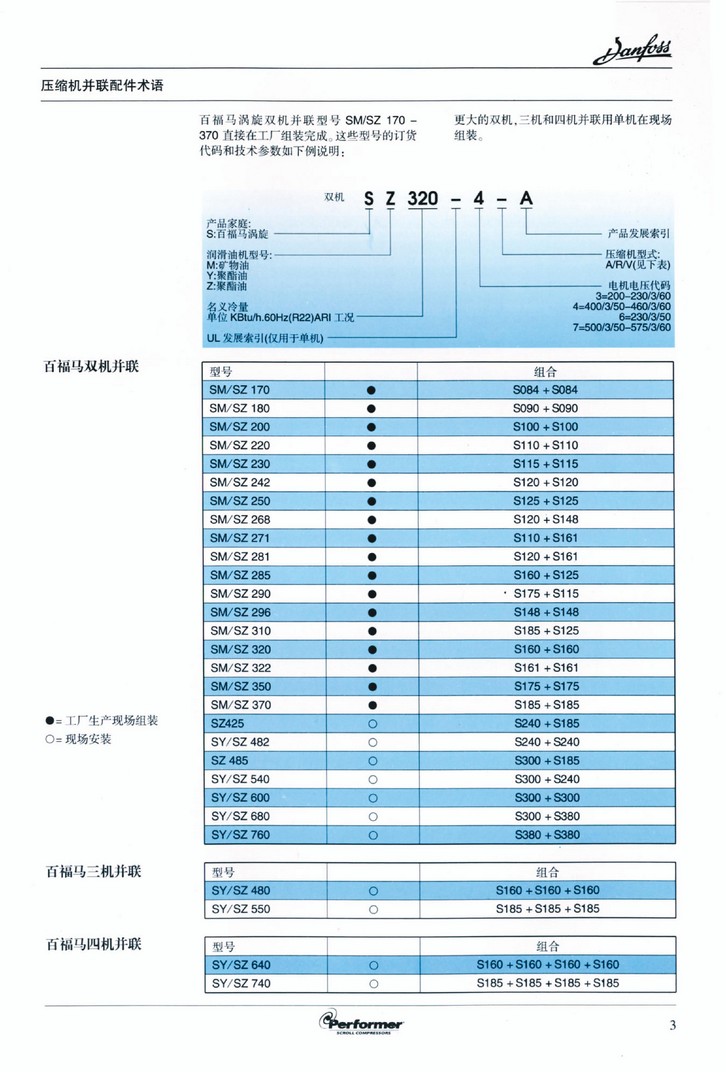 Danfoss
压缩机并联配件术语
百福马涡旋双机并联型号 SM/SZ 170 –
370 直接在工厂组装完成。这些型号的订货
代码和技术参数如下例说明：
更大的双机，三机和四机并联用单机在现场
组装。
双机 S Z 320 – 4 – A
产品家庭:
S:百福马涡旋
润滑油机型号:
M:矿物油
Y:聚酯油
Z:聚酯油
名义冷量
单位 KBtu/h.60Hz(R22)ARI 工况
UL 发展索引(仅用于单机)
产品发展索引
压缩机型式:
A/R/V(见下表)
电机电压代码
3=200–230/3/60
4=400/3/50–460/3/60
6=230/3/50
7=500/3/50–575/3/60
百福马双机并联
型号 组合
SM/SZ 170 ● S084 + S084
SM/SZ 180 ● S090 + S090
SM/SZ 200 ● S100 + S100
SM/SZ 220 ● S110 + S110
SM/SZ 230 ● S115 + S115
SM/SZ 242 ● S120 + S120
SM/SZ 250 ● S125 + S125
SM/SZ 268 ● S120 + S148
SM/SZ 271 ● S110 + S161
SM/SZ 281 ● S120 + S161
SM/SZ 285 ● S160 + S125
SM/SZ 290 ● S175 + S115
SM/SZ 296 ● S148 + S148
SM/SZ 310 ● S185 + S125
SM/SZ 320 ● S160 + S160
SM/SZ 322 ● S161 + S161
SM/SZ 350 ● S175 + S175
SM/SZ 370 ● S185 + S185
SZ425 ○ S240 + S185
SY/SZ 482 ○ S240 + S240
SZ 485 ○ S300 + S185
SY/SZ 540 ○ S300 + S240
SY/SZ 600 ○ S300 + S300
SY/SZ 680 ○ S300 + S380
SY/SZ 760 ○ S380 + S380
●= 工厂生产现场组装
○= 现场安装
百福马三机并联
型号 组合
SY/SZ 480 ○ S160 + S160 + S160
SY/SZ 550 ○ S185 + S185 + S185
百福马四机并联
型号 组合
SY/SZ 640 ○ S160 + S160 + S160 + S160
SY/SZ 740 ○ S185 + S185 + S185 + S185
Performer
SCROLL COMPRESSORS
3